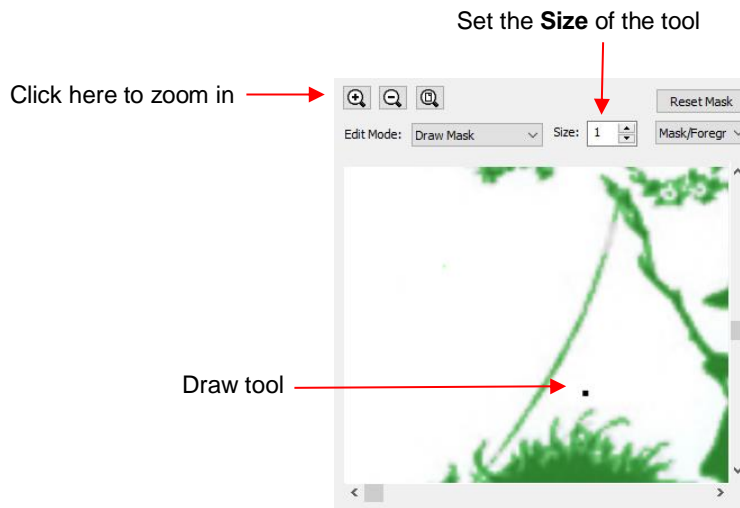 Set the Size of the tool
Click here to zoom in
Reset Mask
Edit Mode: Draw Mask Size: 1 Mask/Foregr
Draw tool